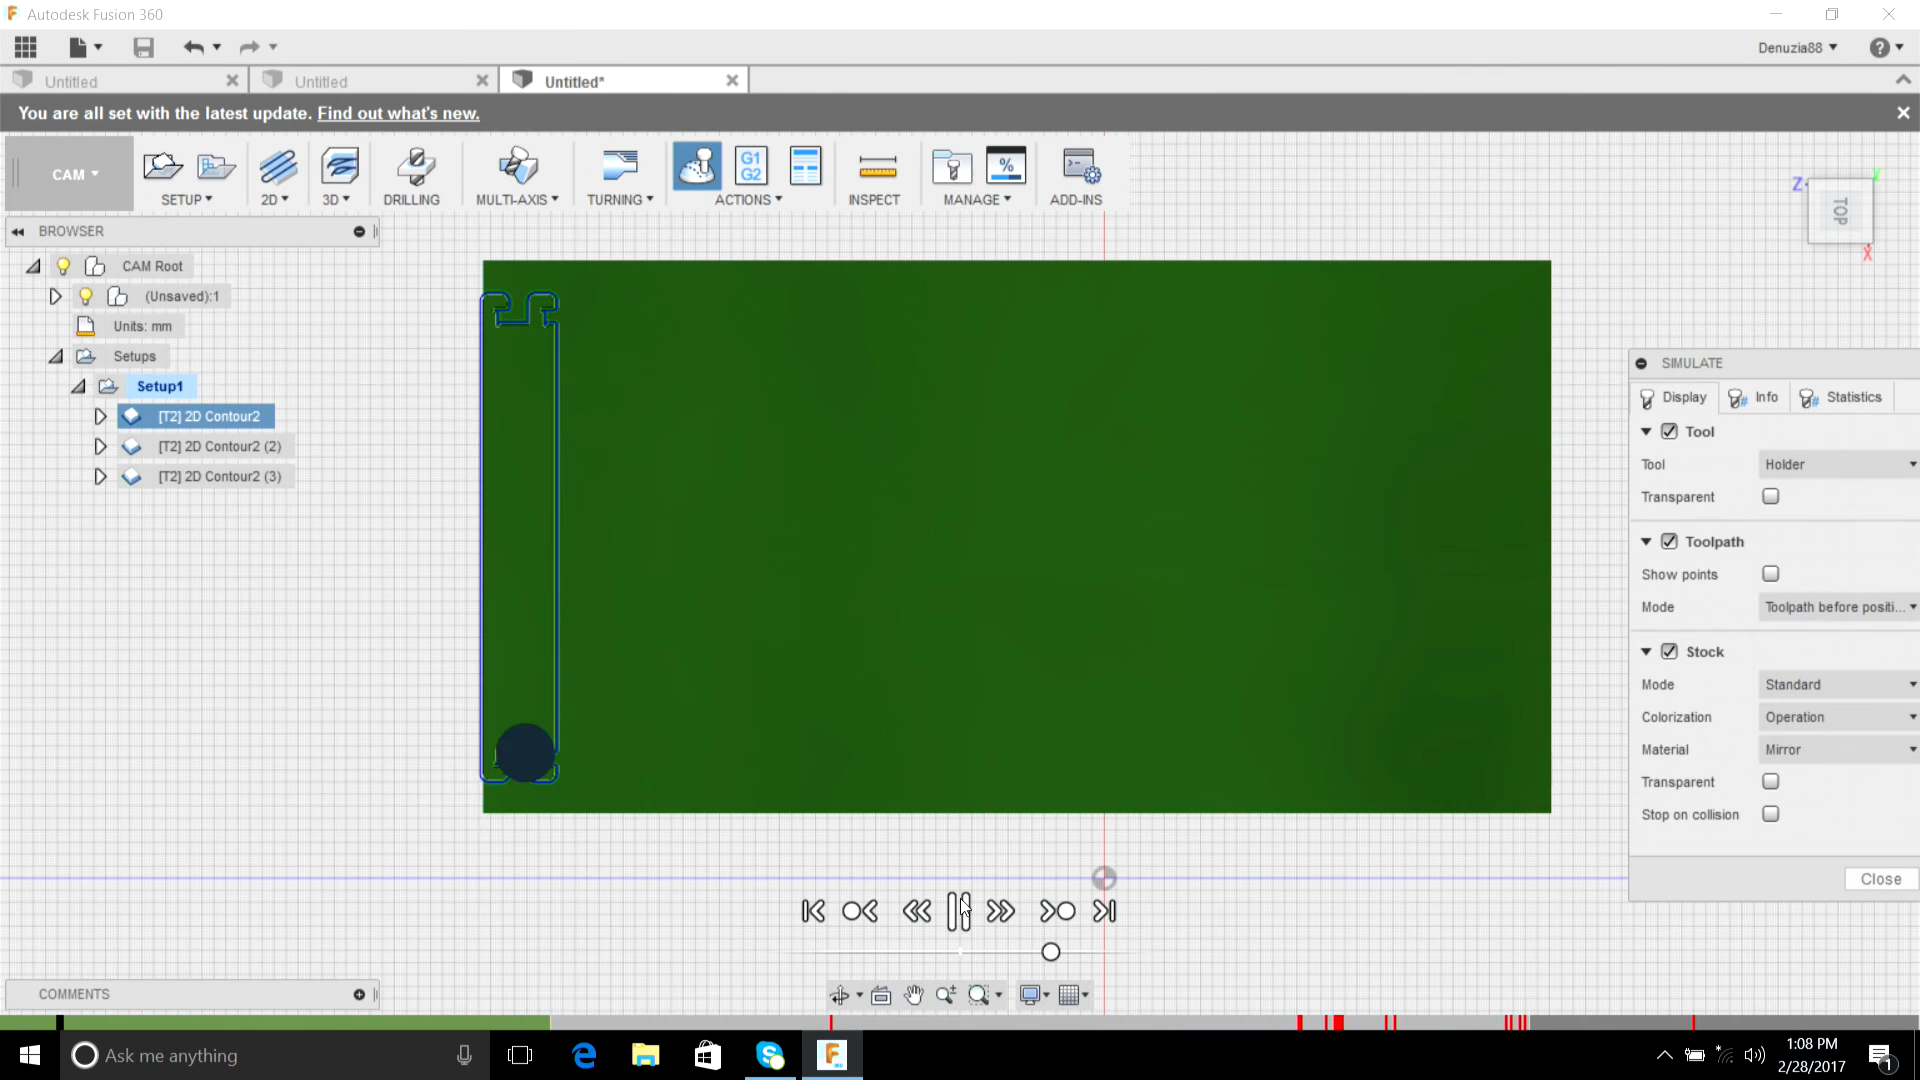 Autodesk Fusion 360
Denuzia88
Untitled
Untitled
Untitled*
You are all set with the latest update. Find out what's new.
CAM
SETUP
2D
3D
DRILLING
MULTI-AXIS
TURNING
G1
G2
ACTIONS
INSPECT
%
MANAGE
ADD-INS
Z
Y
TOP
X
BROWSER
CAM Root
(Unsaved):1
Units: mm
Setups
Setup1
[T2] 2D Contour2
[T2] 2D Contour2 (2)
[T2] 2D Contour2 (3)
SIMULATE
Display
Info
Statistics
Tool
Tool
Holder
Transparent
Toolpath
Show points
Mode
Toolpath before positi...
Stock
Mode
Standard
Colorization
Operation
Material
Mirror
Transparent
Stop on collision
Close
COMMENTS
Ask me anything
1:08 PM
2/28/2017
1